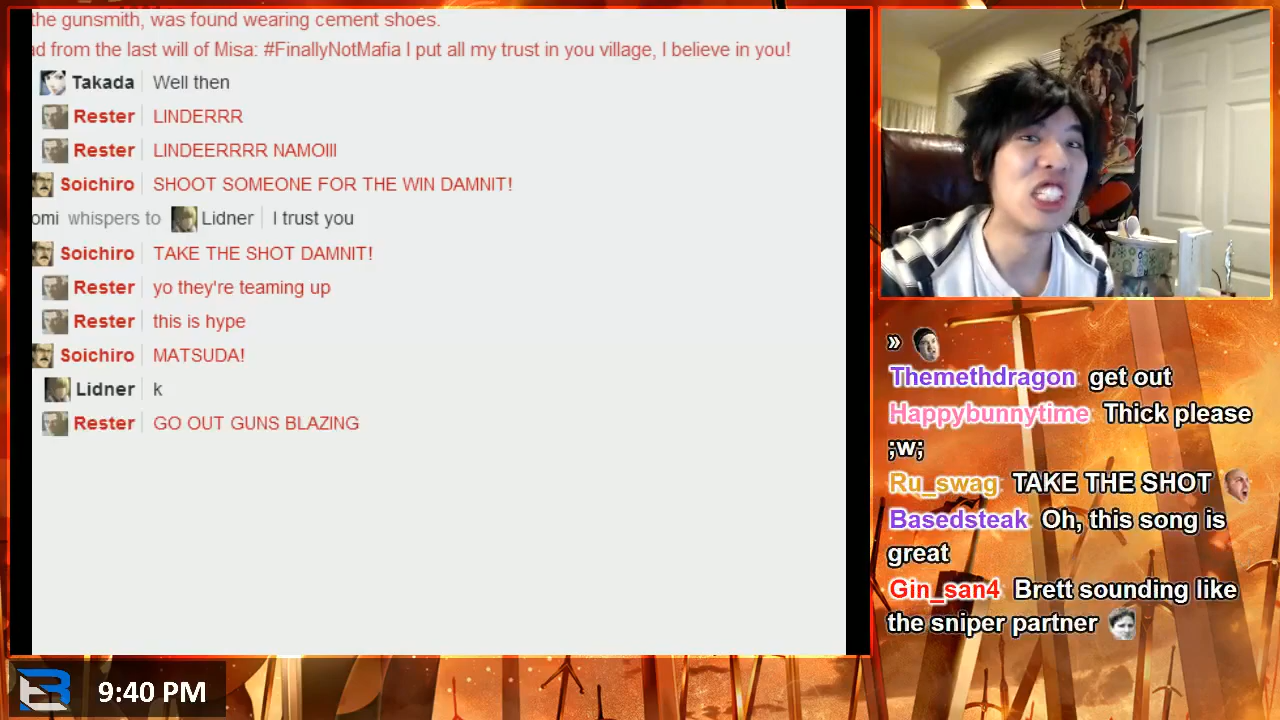 the gunsmith, was found wearing cement shoes.
ad from the last will of Misa: #FinallyNotMafia I put all my trust in you village, I believe in you!
Takada Well then
Rester LINDERRR
Rester LINDEERRRR NAMOIII
Soichiro SHOOT SOMEONE FOR THE WIN DAMNIT!
omi whispers to Lidner I trust you
Soichiro TAKE THE SHOT DAMNIT!
Rester yo they're teaming up
Rester this is hype
Soichiro MATSUDA!
Lidner k
Rester GO OUT GUNS BLAZING
»
Themethdragon get out
Happybunnytime Thick please
;w;
Ru_swag TAKE THE SHOT
Basedsteak Oh, this song is
great
Gin_san4 Brett sounding like
the sniper partner
9:40 PM